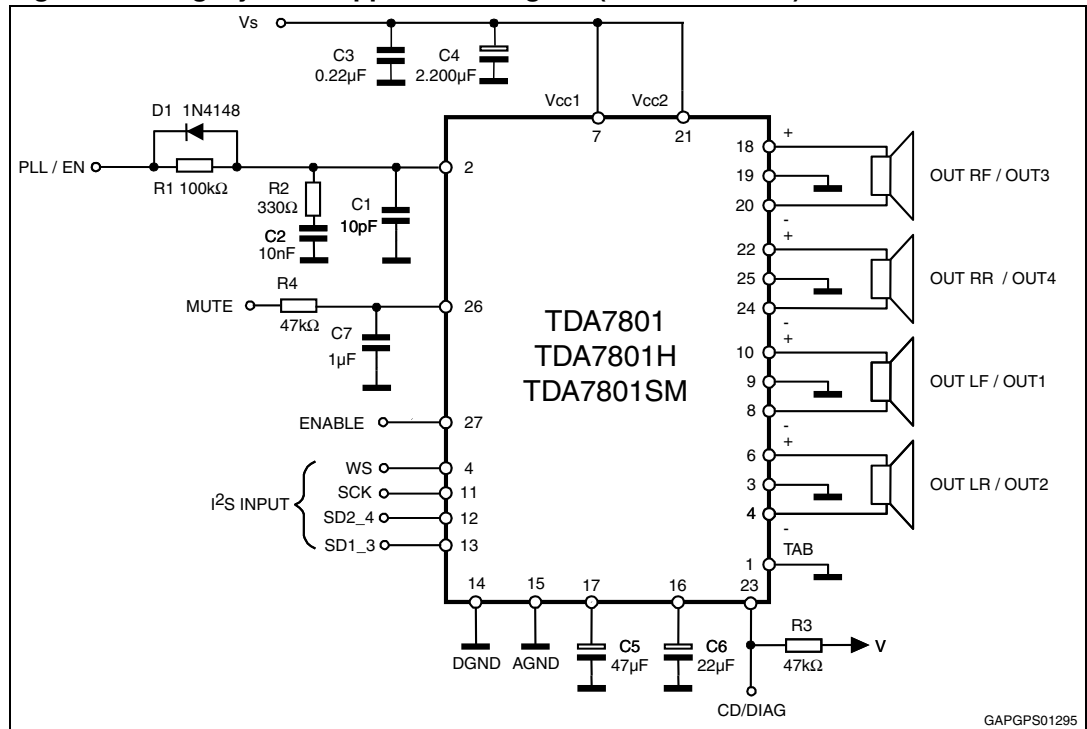 Vs
C3
0.22µF
C4
2.200µF
Vcc1
Vcc2
7
21
D1 1N4148
PLL / EN
R1 100kΩ
R2
330Ω
C2
10nF
C1
10pF
2
MUTE
R4
47kΩ
C7
1µF
26
TDA7801
TDA7801H
TDA7801SM
ENABLE
27
I2S INPUT
WS
4
SCK
11
SD2_4
12
SD1_3
13
18
+
19
20
-
OUT RF / OUT3
22
+
25
24
-
OUT RR / OUT4
10
+
9
8
-
OUT LF / OUT1
6
+
3
4
-
OUT LR / OUT2
TAB
1
14
15
17
16
23
DGND
AGND
C5
47µF
C6
22µF
R3
47kΩ
V
CD/DIAG
GAPGPS01295